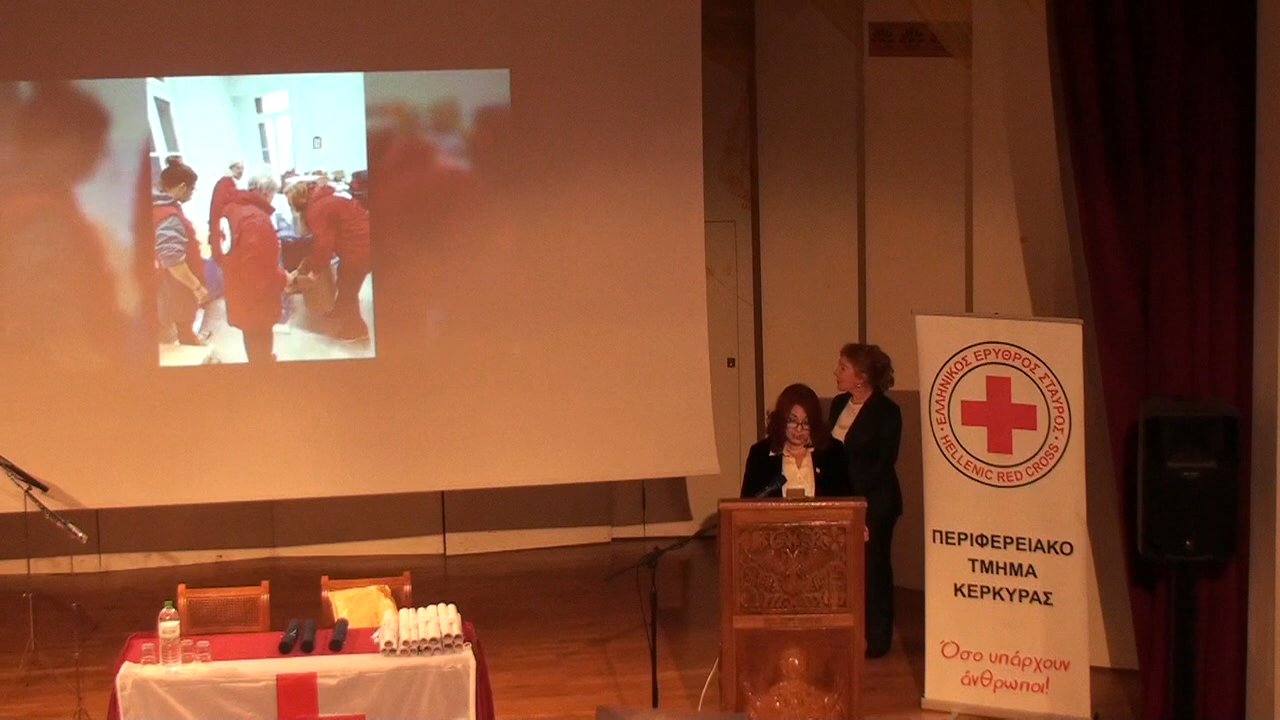 ΕΛΛΗΝΙΚΟΣ ΕΡΥΘΡΟΣ ΣΤΑΥΡΟΣ
HELLENIC RED CROSS
ΠΕΡΙΦΕΡΕΙΑΚΟ
ΤΜΗΜΑ
ΚΕΡΚΥΡΑΣ
Όσο υπάρχουν
άνθρωποι!